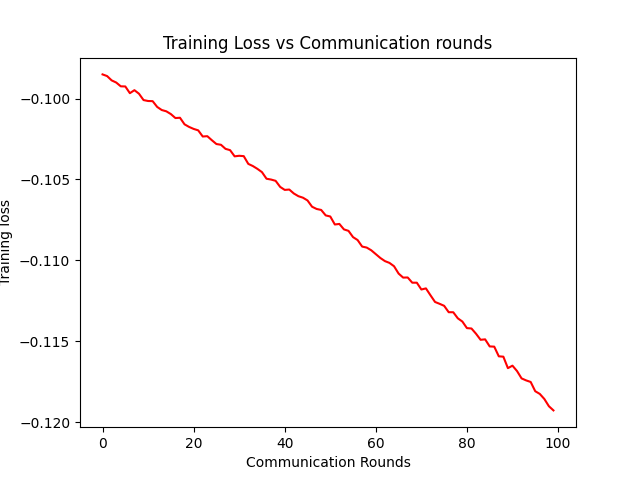 Training Loss vs Communication rounds
Training loss
−0.100
−0.105
−0.110
−0.115
−0.120
0 20 40 60 80 100
Communication Rounds